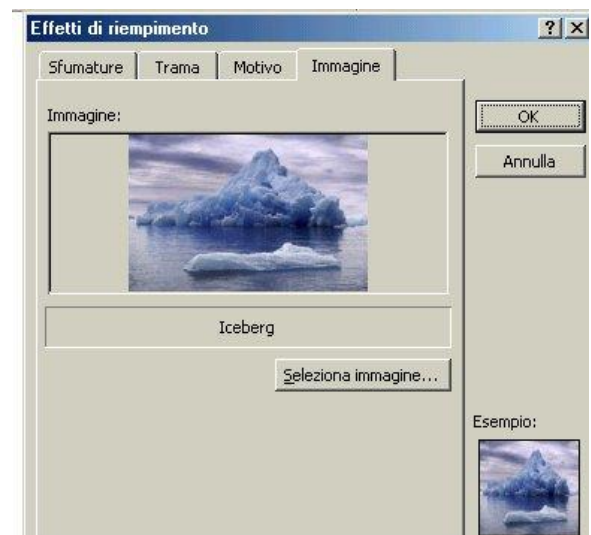 Effetti di riempimento
Sfumature Trama Motivo Immagine
Immagine:
OK
Annulla
Iceberg
Seleziona immagine...
Esempio: